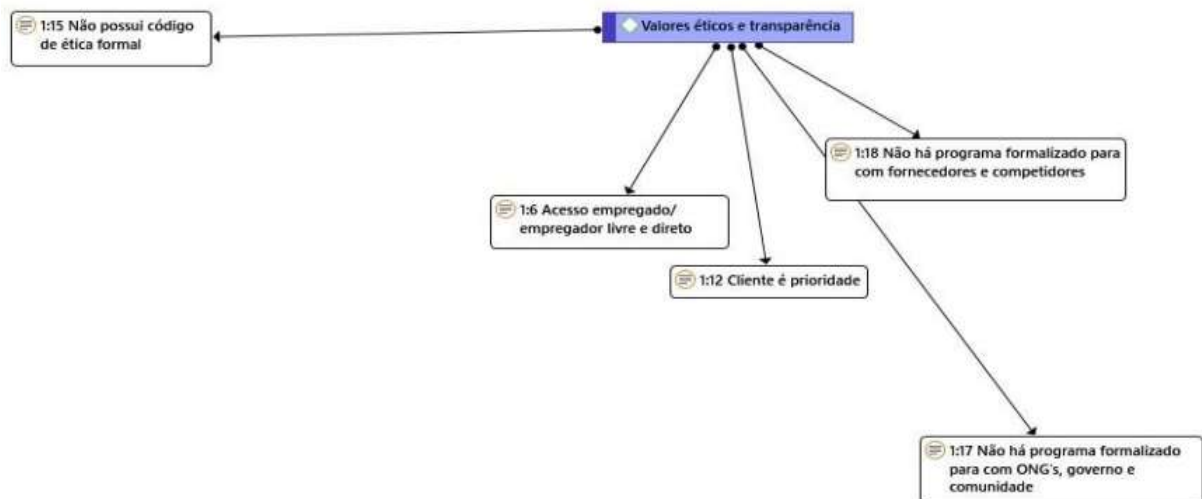 1:15 Não possui código
de ética formal
Valores éticos e transparência
1:18 Não há programa formalizado para
com fornecedores e competidores
1:6 Acesso empregado/
empregador livre e direto
1:12 Cliente é prioridade
1:17 Não há programa formalizado
para com ONG's, governo e
comunidade